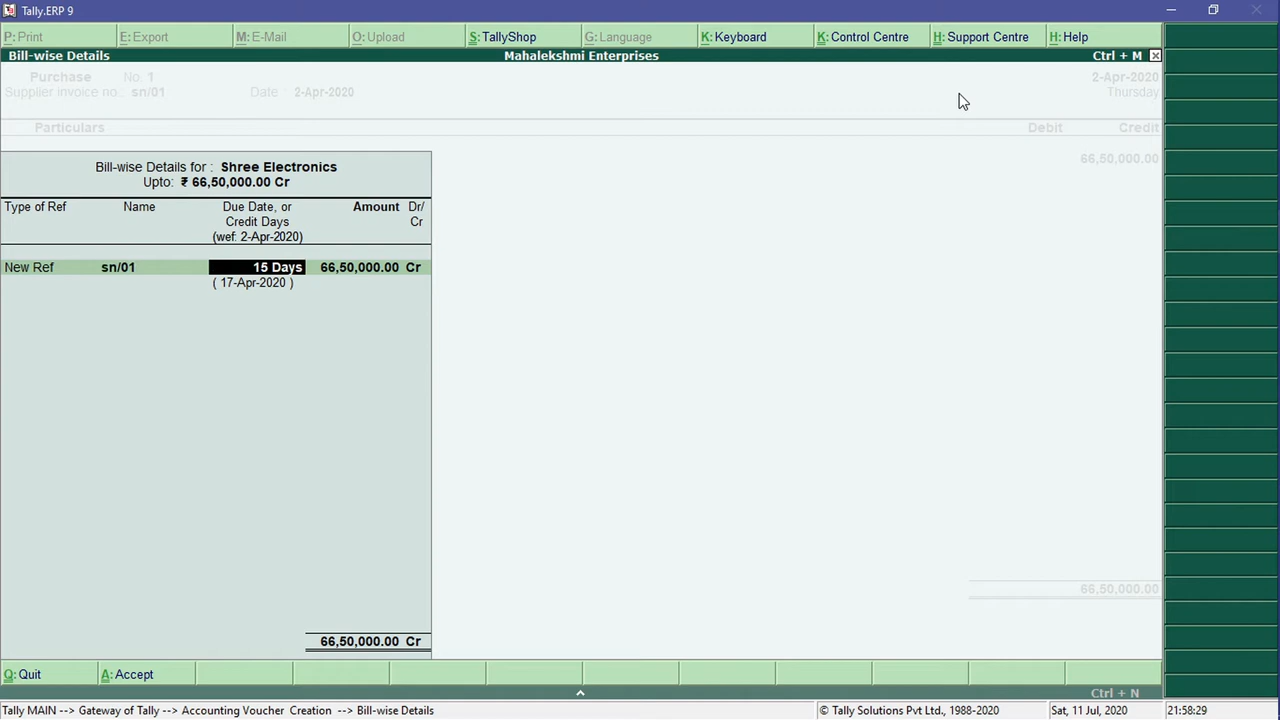 Tally.ERP 9
P: Print E: Export M: E-Mail O: Upload S: TallyShop G: Language K: Keyboard K: Control Centre H: Support Centre H: Help
Bill-wise Details Mahalekshmi Enterprises Ctrl + M
Purchase No. 1 2-Apr-2020
Supplier invoice no.: sn/01 Date : 2-Apr-2020 Thursday
Particulars Debit Credit
66,50,000.00
Bill-wise Details for : Shree Electronics
Upto: ₹ 66,50,000.00 Cr
Type of Ref Name Due Date, or Amount Dr/
Credit Days Cr
(wef: 2-Apr-2020)
New Ref sn/01 15 Days 66,50,000.00 Cr
( 17-Apr-2020 )
66,50,000.00
66,50,000.00 Cr
Q: Quit A: Accept
Ctrl + N
Tally MAIN --> Gateway of Tally --> Accounting Voucher Creation --> Bill-wise Details © Tally Solutions Pvt Ltd., 1988-2020 Sat, 11 Jul, 2020 21:58:29